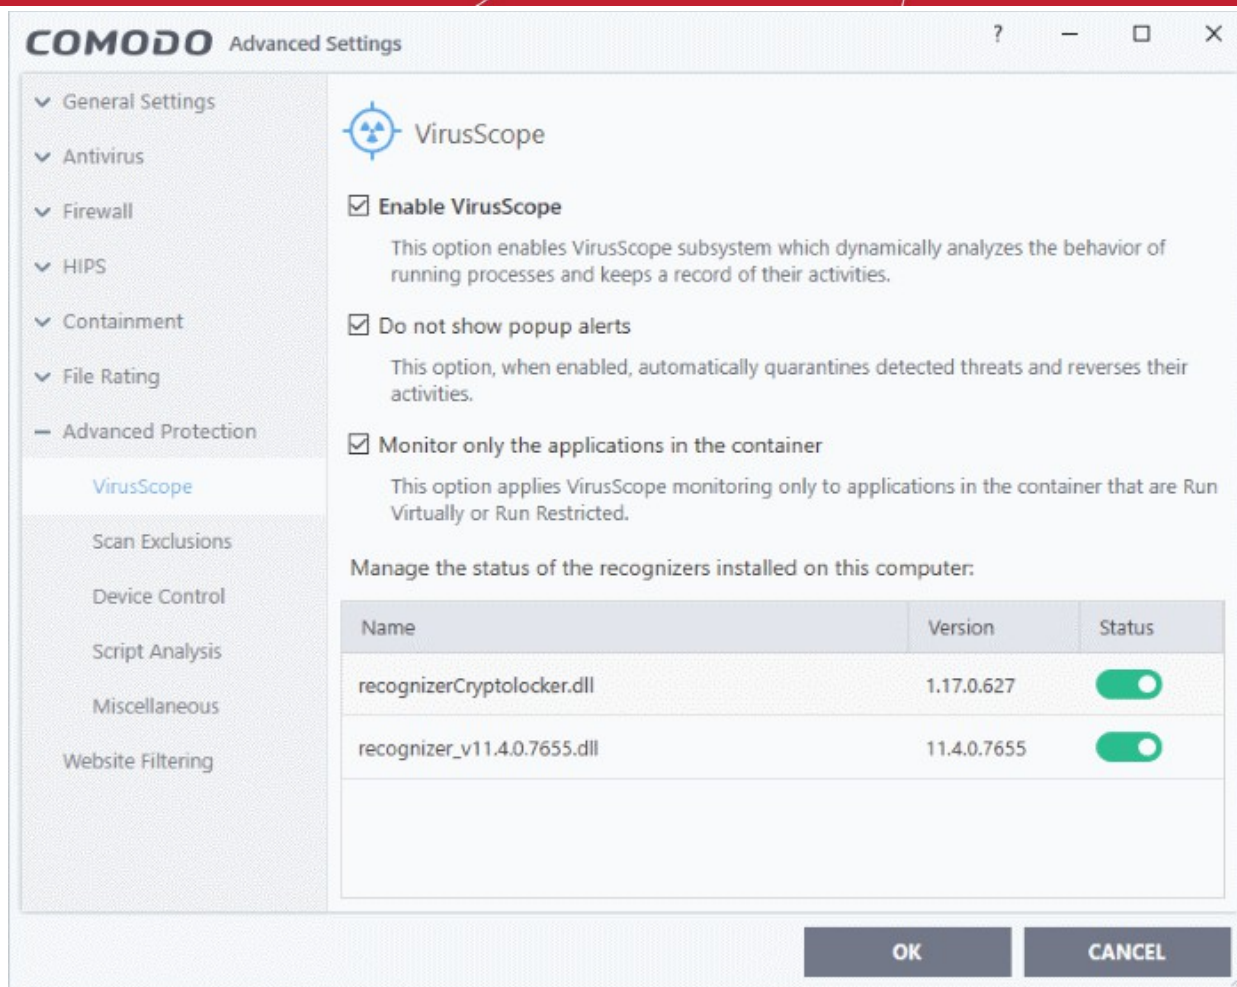 COMODO Advanced Settings
?
General Settings
Antivirus
Firewall
HIPS
Containment
File Rating
Advanced Protection
VirusScope
Scan Exclusions
Device Control
Script Analysis
Miscellaneous
Website Filtering
VirusScope
Enable VirusScope
This option enables VirusScope subsystem which dynamically analyzes the behavior of
running processes and keeps a record of their activities.
Do not show popup alerts
This option, when enabled, automatically quarantines detected threats and reverses their
activities.
Monitor only the applications in the container
This option applies VirusScope monitoring only to applications in the container that are Run
Virtually or Run Restricted.
Manage the status of the recognizers installed on this computer:
Name Version Status
recognizerCryptolocker.dll 1.17.0.627
recognizer_v11.4.0.7655.dll 11.4.0.7655
OK CANCEL